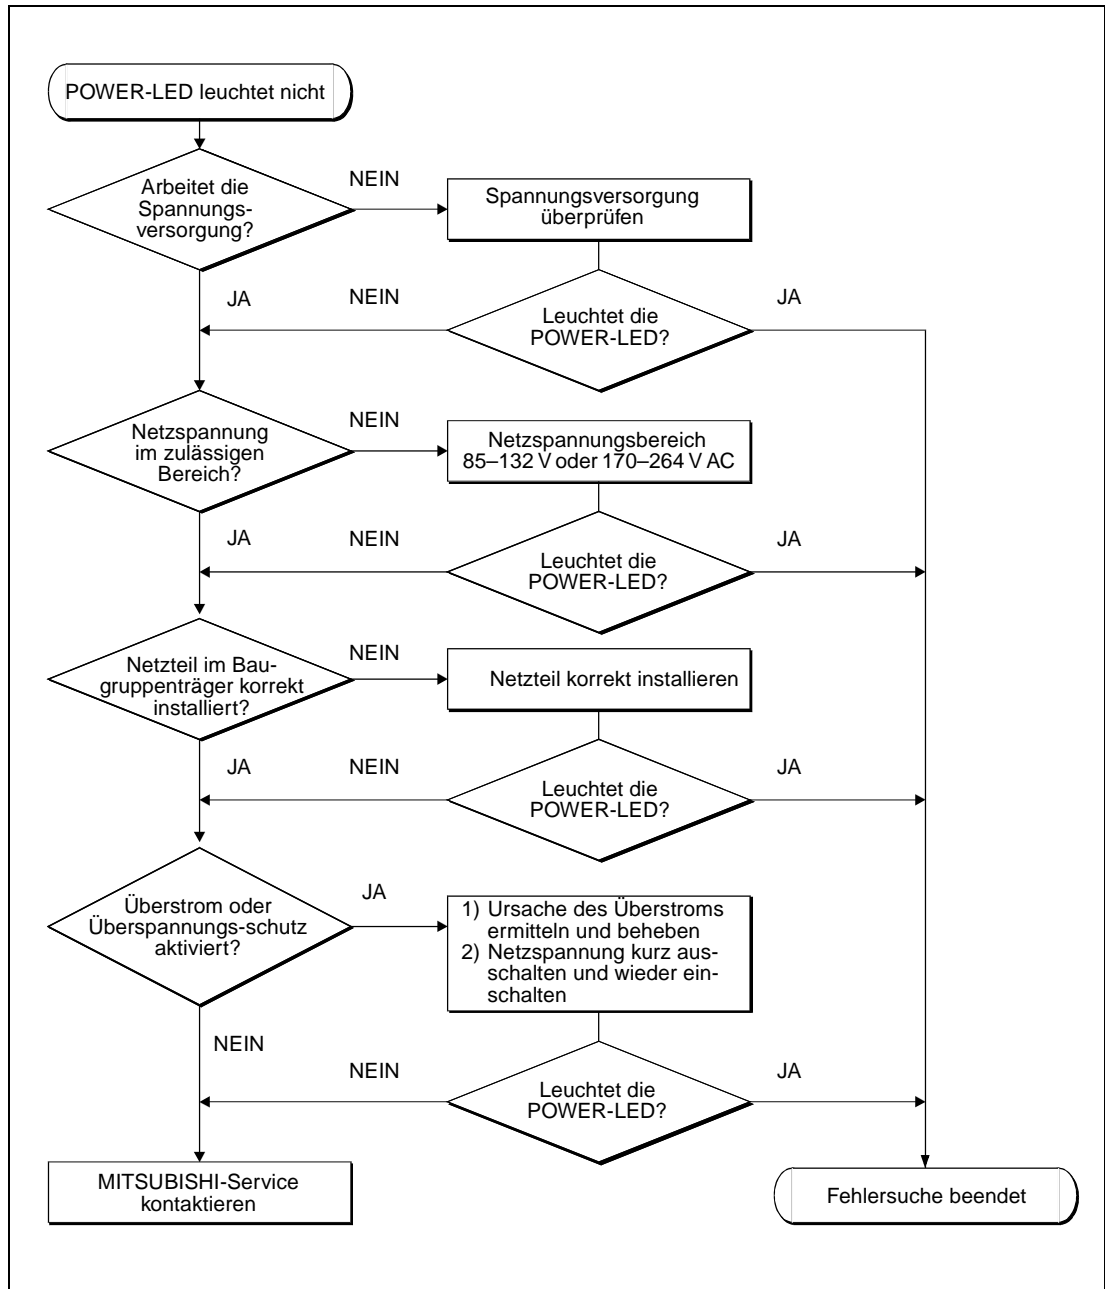 POWER-LED leuchtet nicht
Arbeitet die
Spannungs-
versorgung?
NEIN
Spannungsversorgung
überprüfen
JA
NEIN
Leuchtet die
POWER-LED?
JA
Netzspannung
im zulässigen
Bereich?
NEIN
Netzspannungsbereich
85–132 V oder 170–264 V AC
JA
NEIN
Leuchtet die
POWER-LED?
JA
Netzteil im Bau-
gruppenträger korrekt
installiert?
NEIN
Netzteil korrekt installieren
JA
NEIN
Leuchtet die
POWER-LED?
JA
Überstrom oder
Überspannungs-schutz
aktiviert?
JA
1) Ursache des Überstroms
ermitteln und beheben
2) Netzspannung kurz aus-
schalten und wieder ein-
schalten
NEIN
NEIN
Leuchtet die
POWER-LED?
JA
MITSUBISHI-Service
kontaktieren
Fehlersuche beendet